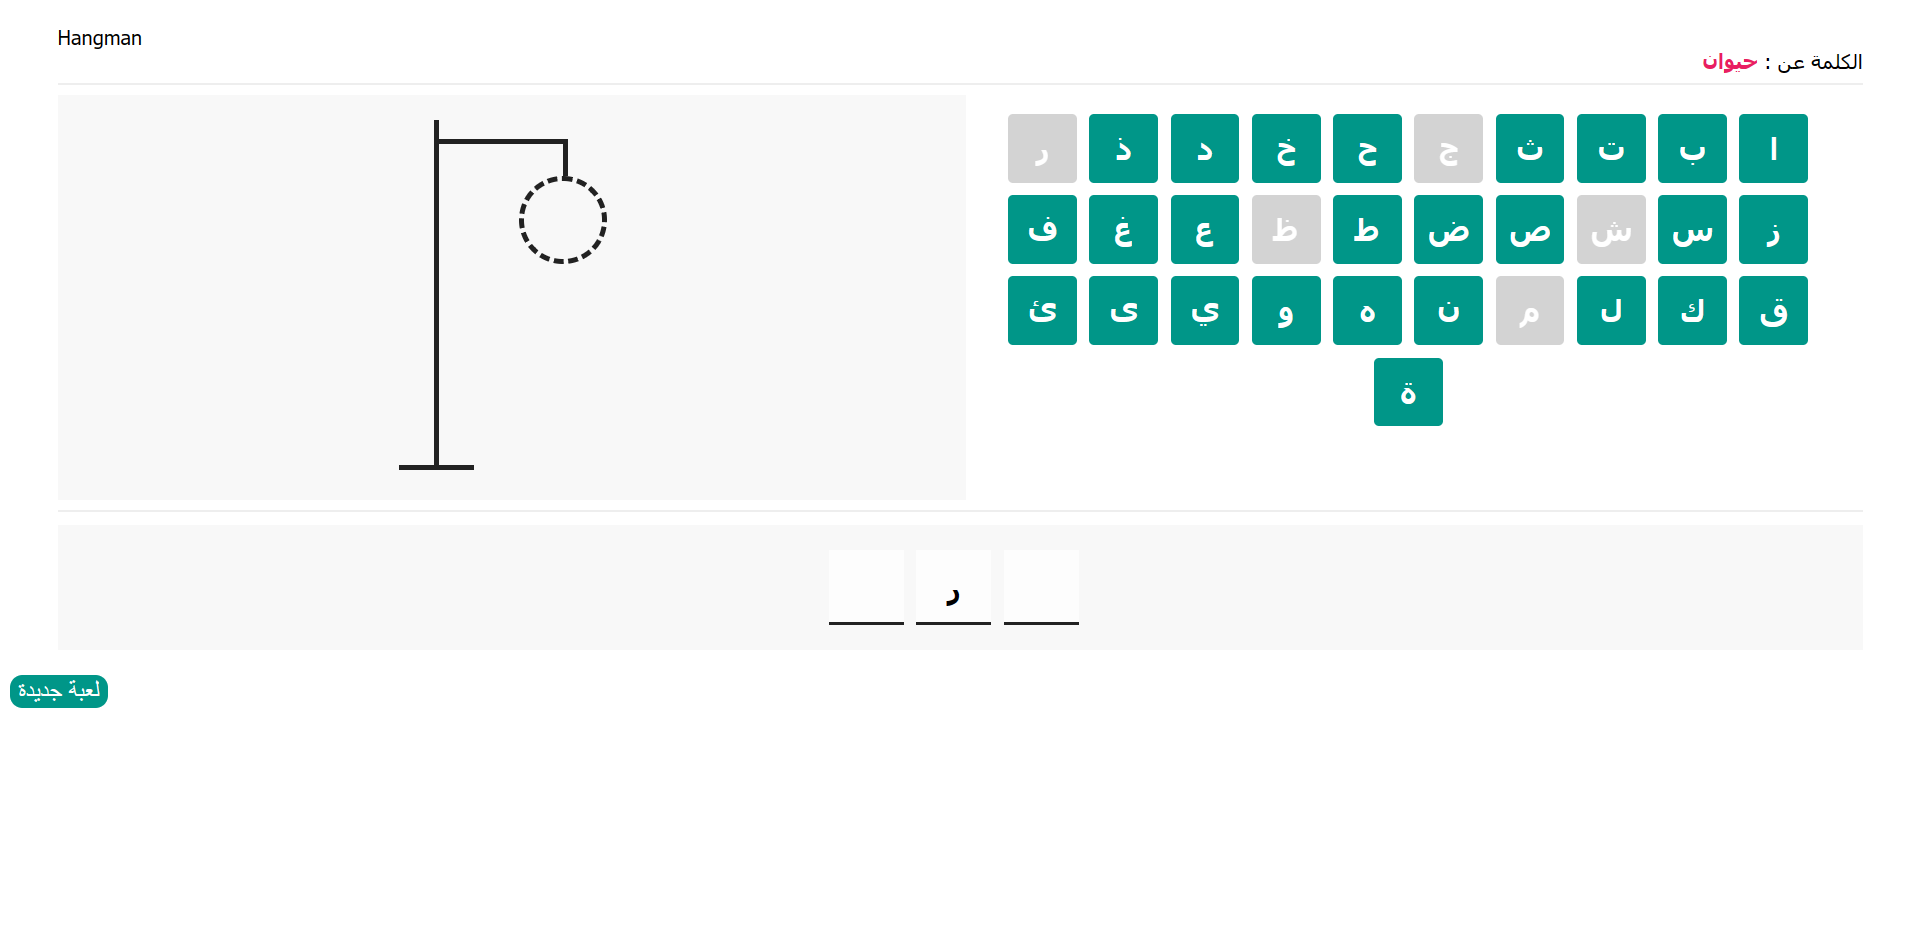 Hangman
الكلمة عن : حيوان
ا ب ت ث ج ح خ د ذ ر
ز س ش ص ض ط ظ ع غ ف
ق ك ل م ن ه و ي ى ئ
ة
ر
لعبة جديدة